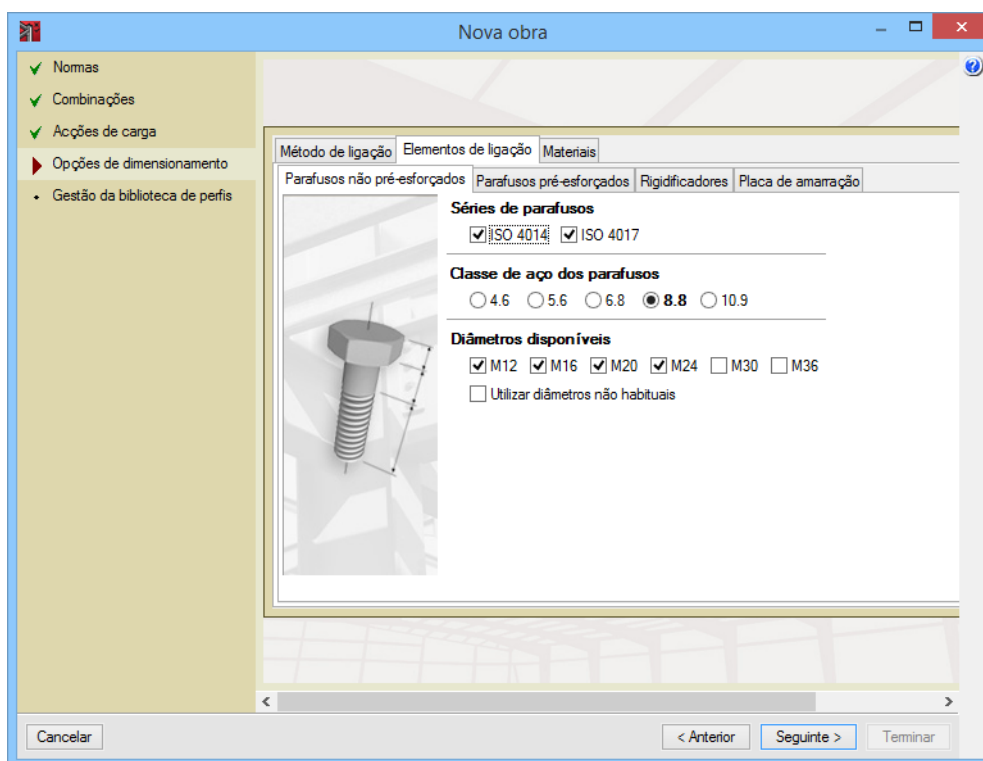 Nova obra
Normas
Combinações
Acções de carga
Opções de dimensionamento
Gestão da biblioteca de perfis
Método de ligação Elementos de ligação Materiais
Parafusos não pré-esforçados Parafusos pré-esforçados Rigidificadores Placa de amarração
Séries de parafusos
ISO 4014 ISO 4017
Classe de aço dos parafusos
4.6 5.6 6.8 8.8 10.9
Diâmetros disponíveis
M12 M16 M20 M24 M30 M36
Utilizar diâmetros não habituais
Cancelar < Anterior Seguinte > Terminar